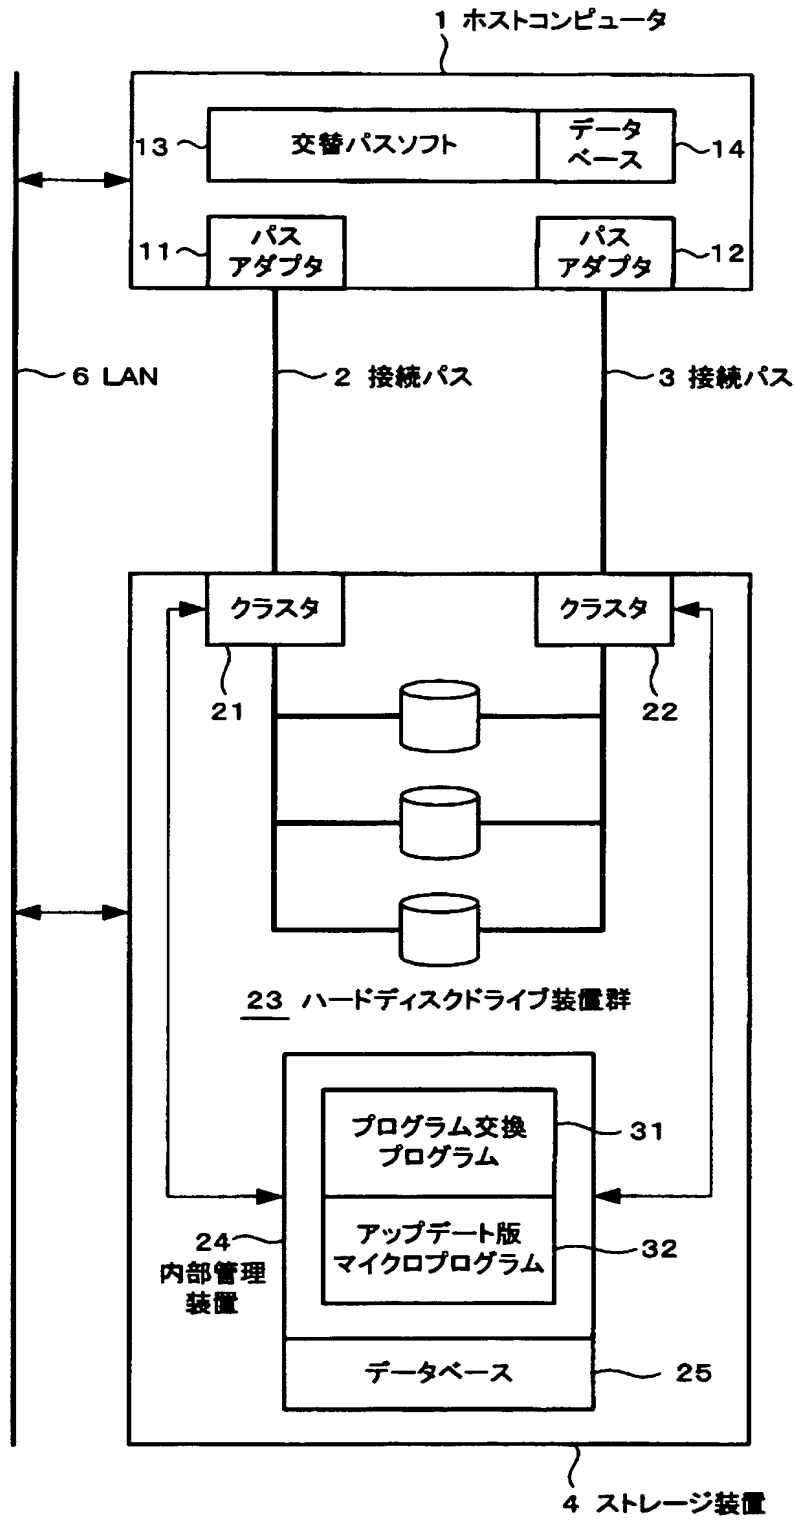 1 ホストコンピュータ
13
交替パスソフト
データ
ベース
14
11
パス
アダプタ
パス
アダプタ
12
6 LAN
2 接続パス
3 接続パス
クラスタ
クラスタ
21
22
23 ハードディスクドライブ装置群
プログラム交換
プログラム
31
アップデート版
マイクロプログラム
32
24
内部管理
装置
データベース
25
4 ストレージ装置